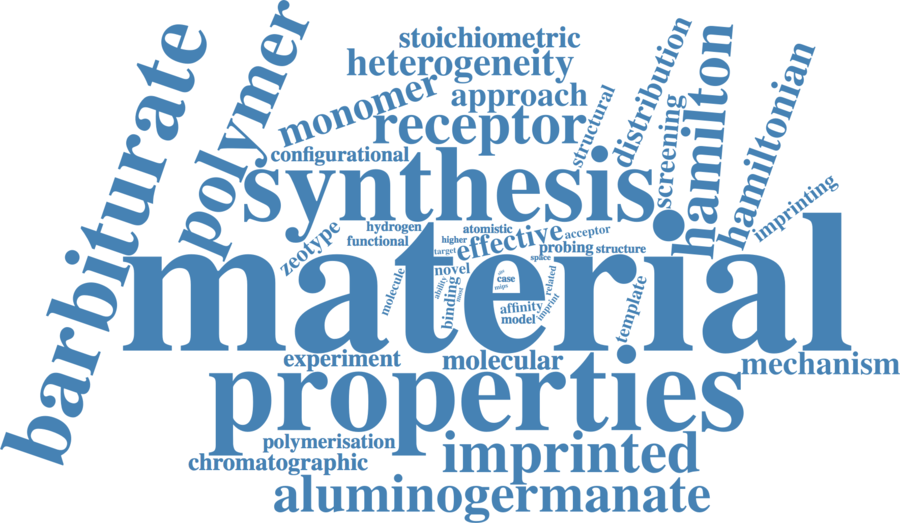 stoichiometric
heterogeneity
barbiturate
polymer
monomer
approach
structural
distribution
hamilton
hamiltonian
receptor
screening
configurational
synthesis
imprinting
zeotype
hydrogen
functional
atomistic
higher
effective
acceptor
target
probing
structure
space
material
molecule
novel
ability
binding
case
mips
related
affinity
model
imprint
template
experiment
molecular
mechanism
properties
polymerisation
imprinted
chromatographic
aluminogermanate